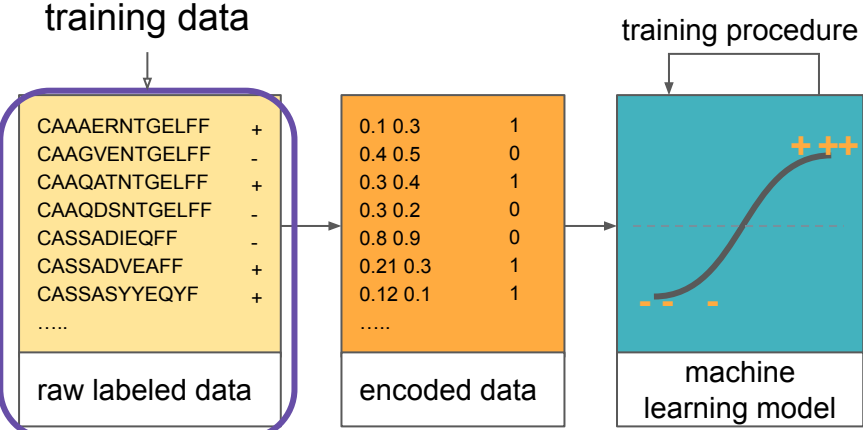 training data
training procedure
CAAAERNTGELFF +
CAAGVENTGELFF -
CAAQATNTGELFF +
CAAQDSNTGELFF -
CASSADIEQFF -
CASSADVEAFF +
CASSASYYEQYF +
.....
raw labeled data
0.1 0.3 1
0.4 0.5 0
0.3 0.4 1
0.3 0.2 0
0.8 0.9 0
0.21 0.3 1
0.12 0.1 1
.....
encoded data
+ ++
- - -
machine
learning model